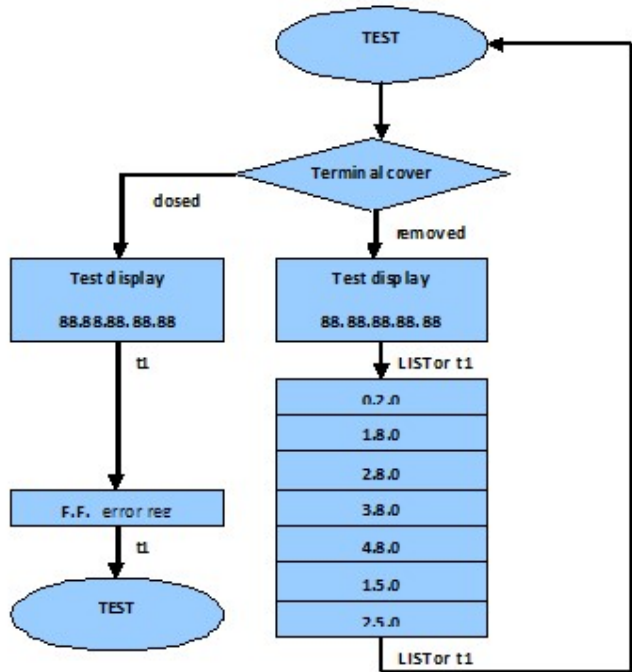 TEST
Terminal cover
dosed
removed
Test display
88.88.88.88.88
t1
F.F. error reg
t1
TEST
Test display
88.88.88.88.88
LIST or t1
0.2.0
1.8.0
2.8.0
3.8.0
4.8.0
1.5.0
2.5.0
LIST or t1